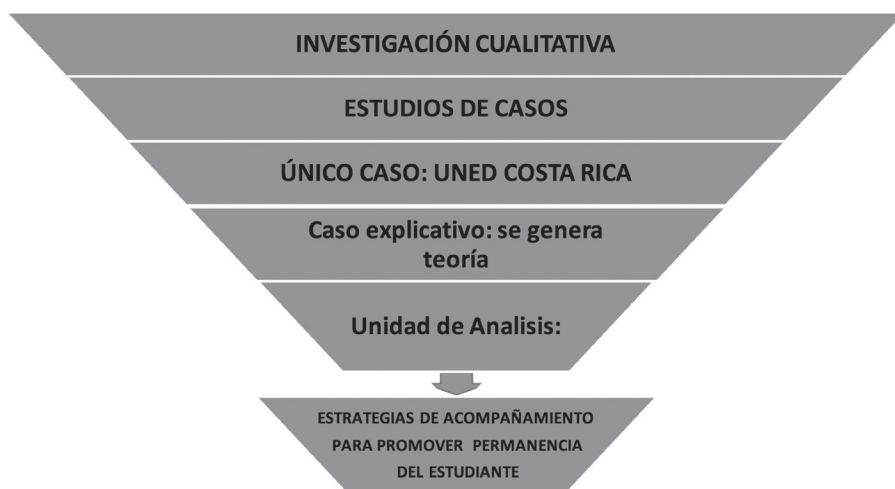 INVESTIGACIÓN CUALITATIVA
ESTUDIOS DE CASOS
ÚNICO CASO: UNED COSTA RICA
Caso explicativo: se genera
teoría
Unidad de Analisis:
ESTRATEGIAS DE ACOMPAÑAMIENTO
PARA PROMOVER PERMANENCIA
DEL ESTUDIANTE